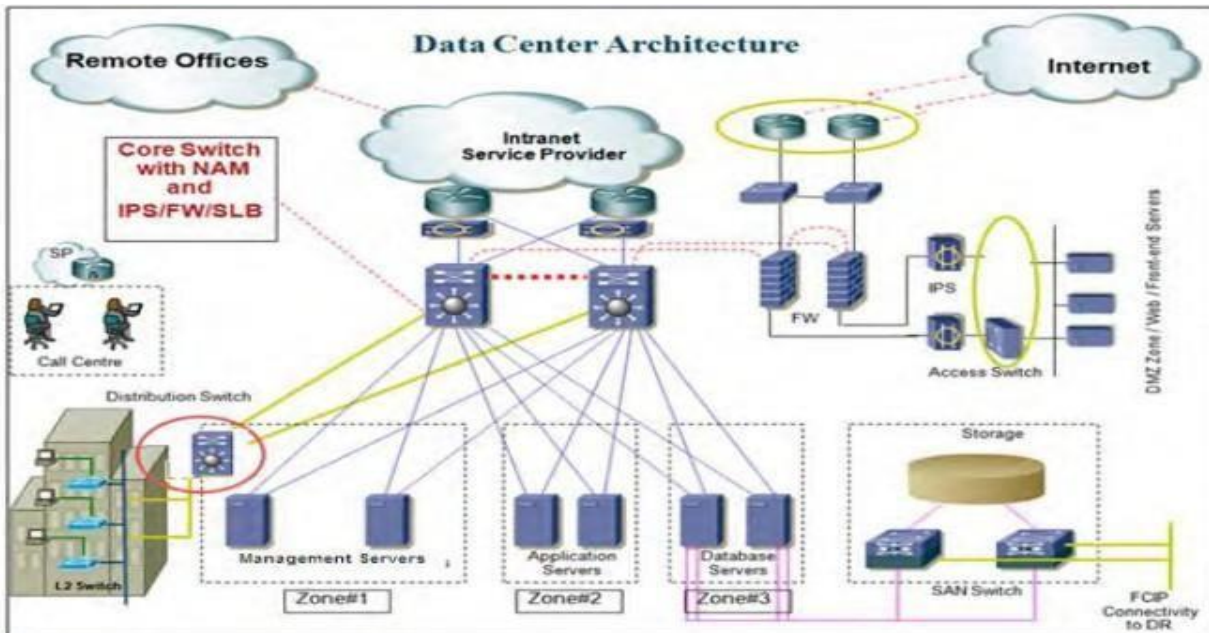 Data Center Architecture
Remote Offices
Internet
Intranet
Service Provider
Core Switch
with NAM
and
IPS/FW/SLB
SP
Call Centre
IPS
FW
Access Switch
DMZ Zone / Web / Front-end Servers
Distribution Switch
L2 Switch
Management Servers
Zone#1
Application
Servers
Zone#2
Database
Servers
Zone#3
Storage
SAN Switch
FCIP
Connectivity
to DR